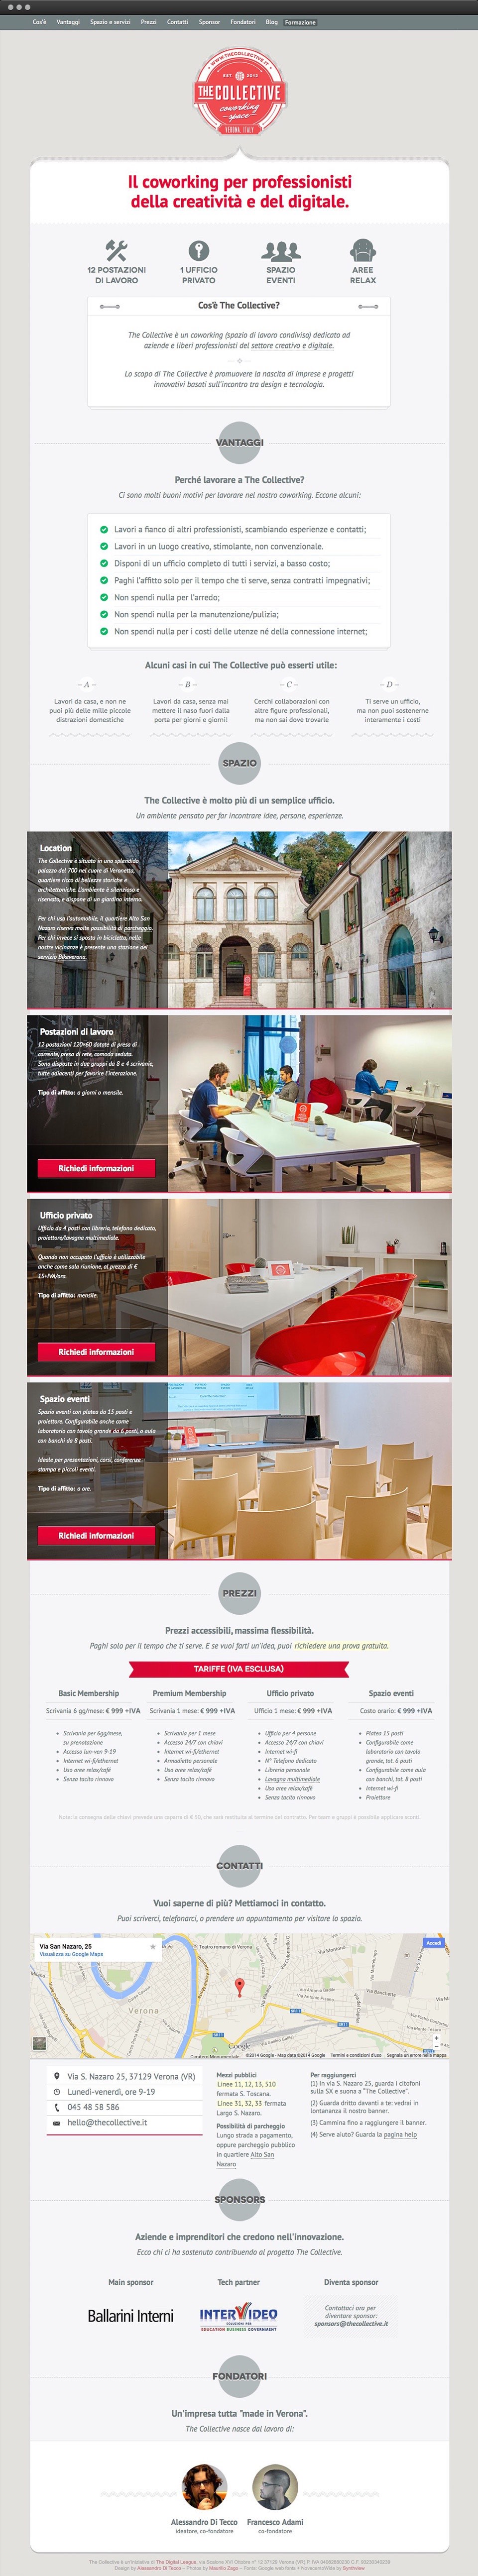 Cos'è Vantaggi Spazio e servizi Prezzi Contatti Sponsor Fondatori Blog Formazione
WWW.THECOLLECTIVE.IT
EST 2012
THE COLLECTIVE
coworking
space
VERONA, ITALY
Il coworking per professionisti
della creatività e del digitale.
12 POSTAZIONI
DI LAVORO
1 UFFICIO
PRIVATO
SPAZIO
EVENTI
AREE
RELAX
Cos'è The Collective?
The Collective è un coworking (spazio di lavoro condiviso) dedicato ad
aziende e liberi professionisti del settore creativo e digitale.
Lo scopo di The Collective è promuovere la nascita di imprese e progetti
innovativi basati sull'incontro tra design e tecnologia.
VANTAGGI
Perché lavorare a The Collective?
Ci sono molti buoni motivi per lavorare nel nostro coworking. Eccone alcuni:
Lavori a fianco di altri professionisti, scambiando esperienze e contatti;
Lavori in un luogo creativo, stimolante, non convenzionale.
Disponi di un ufficio completo di tutti i servizi, a basso costo;
Paghi l'affitto solo per il tempo che ti serve, senza contratti impegnativi;
Non spendi nulla per l'arredo;
Non spendi nulla per la manutenzione/pulizia;
Non spendi nulla per i costi delle utenze né della connessione internet;
Alcuni casi in cui The Collective può esserti utile:
– A –
Lavori da casa, e non ne
puoi più delle mille piccole
distrazioni domestiche
– B –
Lavori da casa, senza mai
mettere il naso fuori dalla
porta per giorni e giorni!
– C –
Cerchi collaborazioni con
altre figure professionali,
ma non sai dove trovarle
– D –
Ti serve un ufficio,
ma non puoi sostenerne
interamente i costi
SPAZIO
The Collective è molto più di un semplice ufficio.
Un ambiente pensato per far incontrare idee, persone, esperienze.
Location
The Collective è situato in uno splendido
palazzo del 700 nel cuore di Veronetta,
quartiere ricco di bellezze storiche e
architettoniche. L'ambiente è silenzioso e
riservato, e dispone di un giardino interno.
Per chi usa l'automobile, il quartiere Alto San
Nazaro riserva molte possibilità di parcheggio.
Per chi invece si sposta in bicicletta, nelle
nostre vicinanze è presente una stazione del
servizio Bikeverona.
Postazioni di lavoro
12 postazioni 120×60 dotate di presa di
corrente, presa di rete, comoda seduta.
Sono disposte in due gruppi da 8 e 4 scrivanie,
tutte adiacenti per favorire l'interazione.
Tipo di affitto: a giorni o mensile.
Richiedi informazioni
Ufficio privato
Ufficio da 4 posti con libreria, telefono dedicato,
proiettore/lavagna multimediale.
Quando non occupato l'ufficio è utilizzabile
anche come sala riunione, al prezzo di €
15+IVA/ora.
Tipo di affitto: mensile.
Richiedi informazioni
Spazio eventi
Spazio eventi con platea da 15 posti e
proiettore. Configurabile anche come
laboratorio con tavola grande da 6 posti, o aula
con banchi da 8 posti.
Ideale per presentazioni, corsi, conferenze
stampa e piccoli eventi.
Tipo di affitto: a ore.
Richiedi informazioni
PREZZI
Prezzi accessibili, massima flessibilità.
Paghi solo per il tempo che ti serve. E se vuoi farti un'idea, puoi richiedere una prova gratuita.
TARIFFE (IVA ESCLUSA)
Basic Membership
Scrivania 6 gg/mese: € 999 +IVA
Scrivania per 6gg/mese,
su prenotazione
Accesso lun-ven 9-19
Internet wi-fi/ethernet
Uso aree relax/café
Senza tacito rinnovo
Premium Membership
Scrivania 1 mese: € 999 +IVA
Scrivania per 1 mese
Accesso 24/7 con chiavi
Internet wi-fi/ethernet
Armadietto personale
Uso aree relax/café
Senza tacito rinnovo
Ufficio privato
Ufficio 1 mese: € 999 +IVA
Ufficio per 4 persone
Accesso 24/7 con chiavi
Internet wi-fi
N° Telefono dedicato
Libreria personale
Lavagna multimediale
Uso area relax/café
Senza tacito rinnovo
Spazio eventi
Costo orario: € 999 +IVA
Platea 15 posti
Configurabile come
laboratorio con tavolo
grande, tot. 6 posti
Configurabile come aula
con banchi, tot. 8 posti
Internet wi-fi
Proiettore
Nota: la consegna delle chiavi prevede una caparra di € 50, che sarà restituita al termine del contratto. Per team e gruppi è possibile applicare sconti.
CONTATTI
Vuoi saperne di più? Mettiamoci in contatto.
Puoi scriverci, telefonarci, o prendere un appuntamento per visitare lo spazio.
Via San Nazaro, 25
Visualizza su Google Maps
Accedi
Teatro romano di Verona
Verona
Google
©2014 Google - Map data ©2014 Google Termini e condizioni d'uso Segnala un errore nella mappa
Via S. Nazaro 25, 37129 Verona (VR)
Lunedì-venerdì, ore 9-19
045 48 58 586
hello@thecollective.it
Mezzi pubblici
Linee 11, 12, 13, 510
fermata S. Toscana.
Linee 31, 32, 33 fermata
Largo S. Nazaro.
Possibilità di parcheggio
Lungo strada a pagamento,
oppure parcheggio pubblico
in quartiere Alto San
Nazaro
Per raggiungerci
(1) In via S. Nazaro 25, guarda i citofoni
sulla SX e suona a "The Collective".
(2) Guarda dritto davanti a te: vedrai in
lontananza il nostro banner.
(3) Cammina fino a raggiungere il banner.
(4) Serve aiuto? Guarda la pagina help
SPONSORS
Aziende e imprenditori che credono nell'innovazione.
Ecco chi ci ha sostenuto contribuendo al progetto The Collective.
Main sponsor
Ballarini Interni
Tech partner
INTERVIDEO
EDUCATION BUSINESS GOVERNMENT
Diventa sponsor
Contattaci ora per
diventare sponsor:
sponsors@thecollective.it
FONDATORI
Un'impresa tutta "made in Verona".
The Collective nasce dal lavoro di:
Alessandro Di Tecco
ideatore, co-fondatore
Francesco Adami
co-fondatore